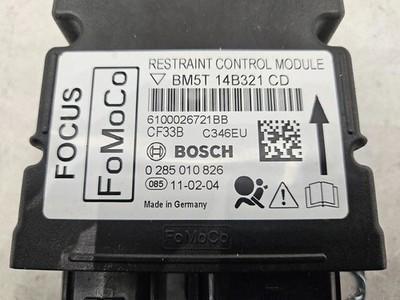 FOCUS
FoMoCo
RESTRAINT CONTROL MODULE
BM5T 14B321 CD
6100026721BB
CF33B C346EU
BOSCH
0 285 010 826
085 11-02-04
Made in Germany
FoMoCo